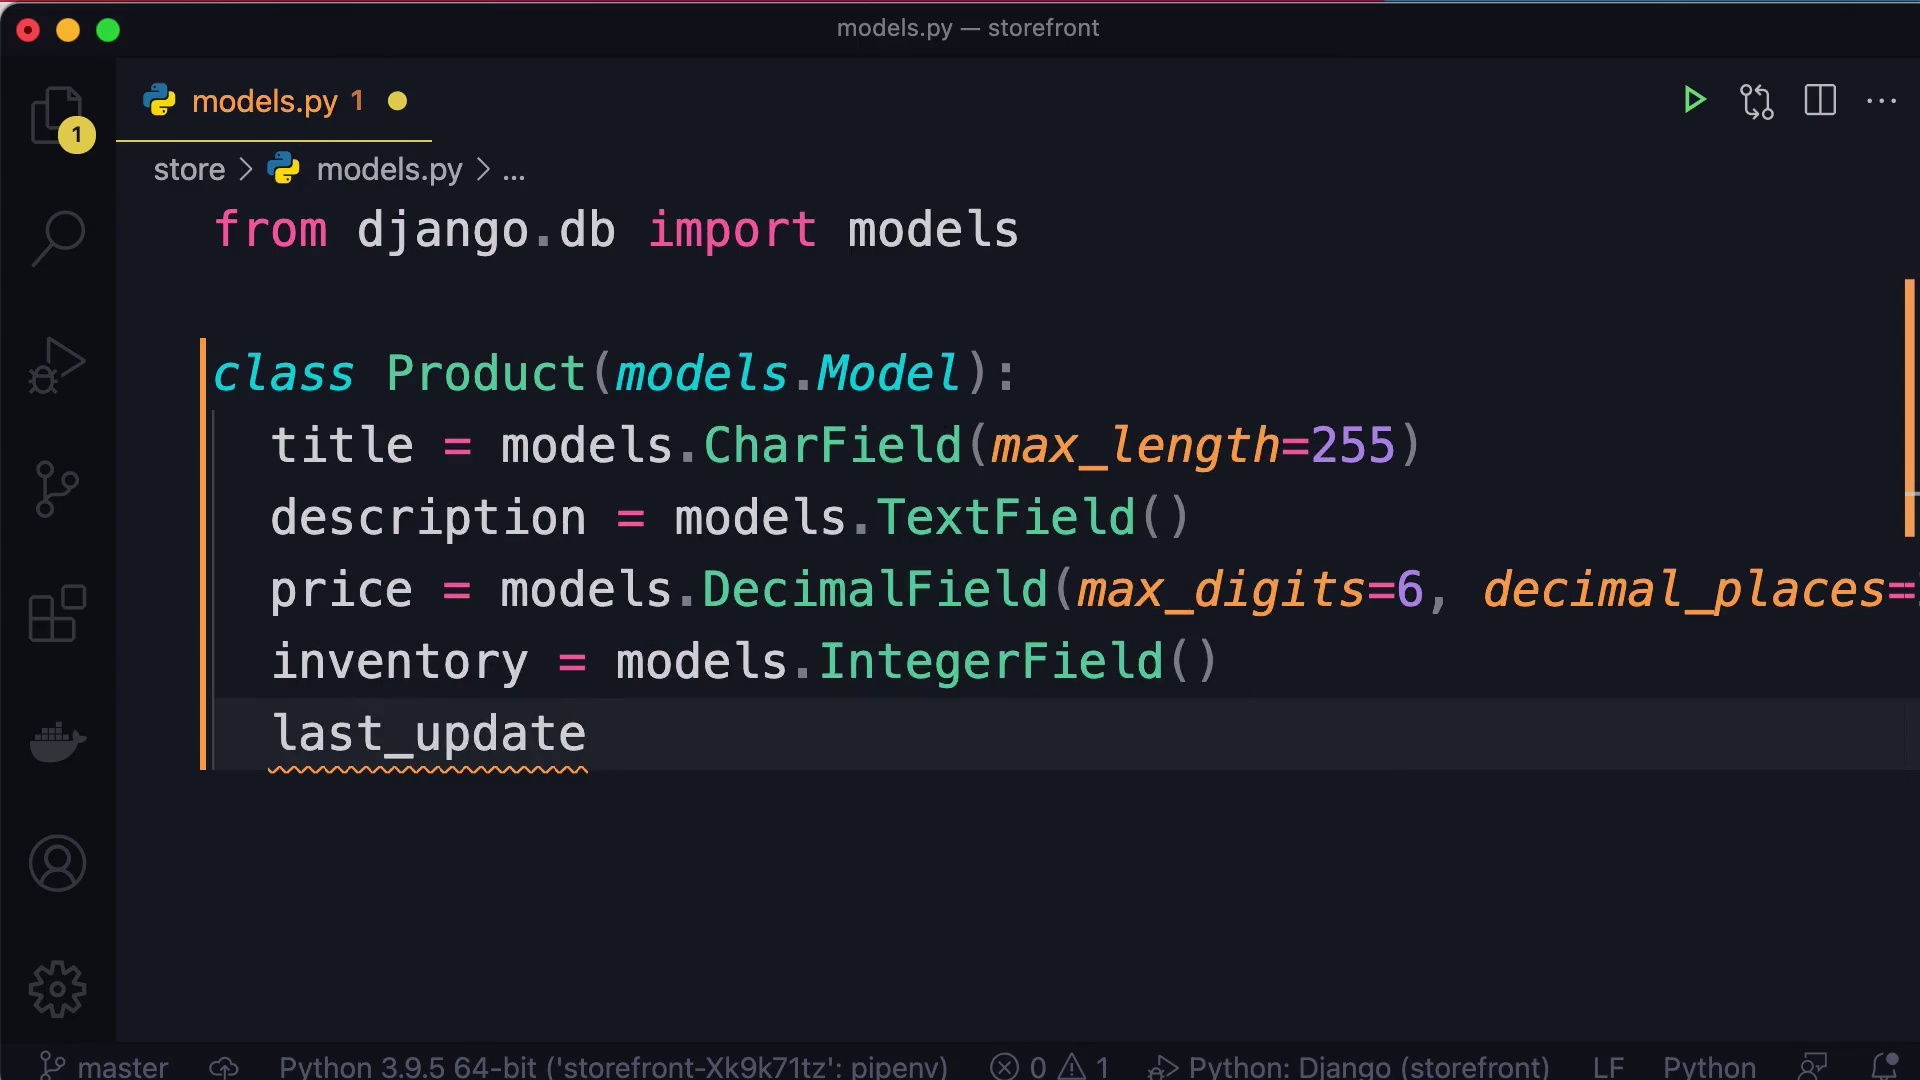 models.py — storefront
models.py 1
1
store > models.py > ...
from django.db import models
class Product(models.Model):
title = models.CharField(max_length=255)
description = models.TextField()
price = models.DecimalField(max_digits=6, decimal_places=
inventory = models.IntegerField()
last_update
master Python 3.9.5 64-bit ('storefront-Xk9k71tz': pipenv) 0 1 Python: Django (storefront) LF Python